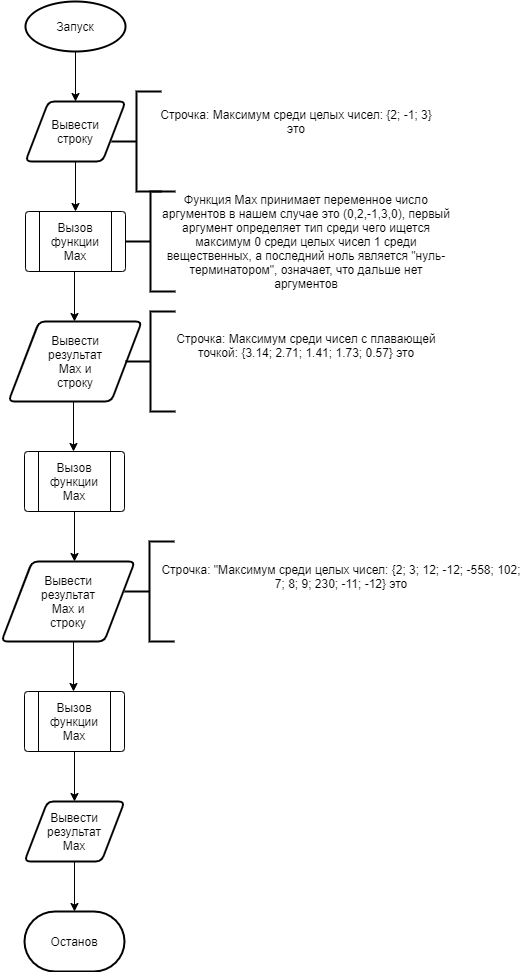 Запуск
Вывести
строку
Строчка: Максимум среди целых чисел: {2; -1; 3}
это
Вызов
функции
Max
Функция Max принимает переменное число
аргументов в нашем случае это (0,2,-1,3,0), первый
аргумент определяет тип среди чего ищется
максимум 0 среди целых чисел 1 среди
вещественных, а последний ноль является "нуль-
терминатором", означает, что дальше нет
аргументов
Вывести
результат
Max и
строку
Строчка: Максимум среди чисел с плавающей
точкой: {3.14; 2.71; 1.41; 1.73; 0.57} это
Вызов
функции
Max
Вывести
результат
Max и
строку
Строчка: "Максимум среди целых чисел: {2; 3; 12; -12; -558; 102;
7; 8; 9; 230; -11; -12} это
Вызов
функции
Max
Вывести
результат
Max
Останов